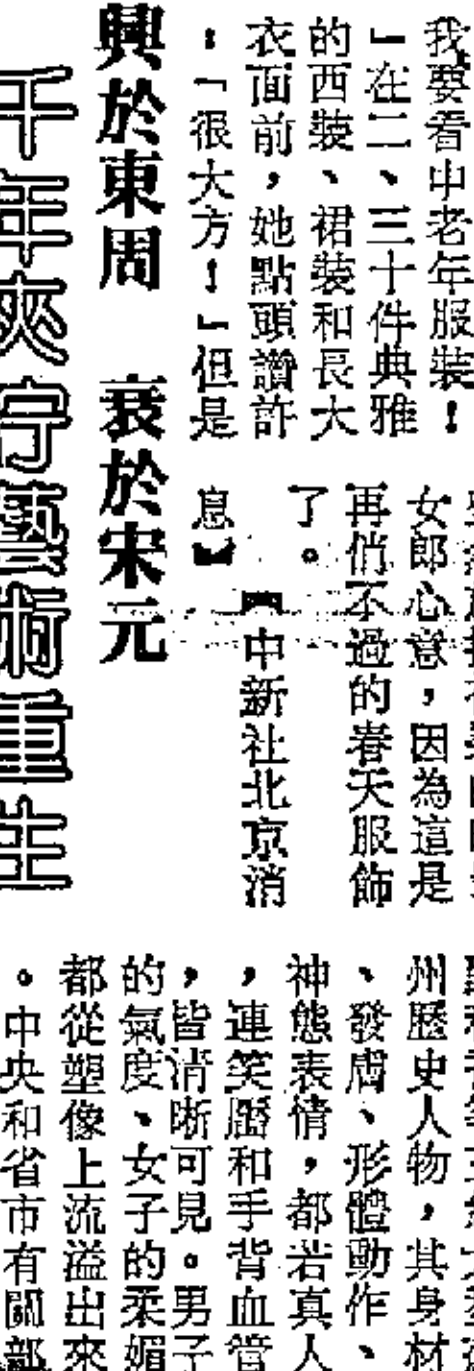 我要看中老年服裝！
」在二、三十件典雅
的西裝、裙裝和長大
衣面前，她點頭讚許
：「很大方！」但是
女郎心意，因為這是
再俏不過的春天服飾
了。
【中新社北京消
息】
興於東周　衰於宋元
千年夾紵藝術重生
州歷史人物，其身材
、發膚、形體動作、
神態表情，都若真人
，連笑靨和手背血管
，皆清晰可見。男子
的氣度、女子的柔媚
都從塑像上流溢出來
。中央和省市有關部